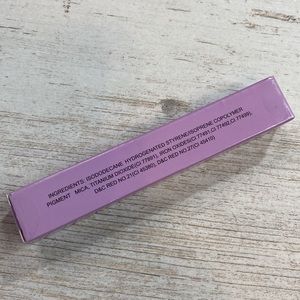 INGREDIENTS: ISODODECANE, HYDROGENATED STYRENE/ISOPRENE COPOLYMER
PIGMENT MICA, TITANIUM DIOXIDE(CI 77891), IRON OXIDES(CI 77491,CI 77492,CI 77499),
D&C RED NO.21(CI 45380), D&C RED NO.27(CI 45410)